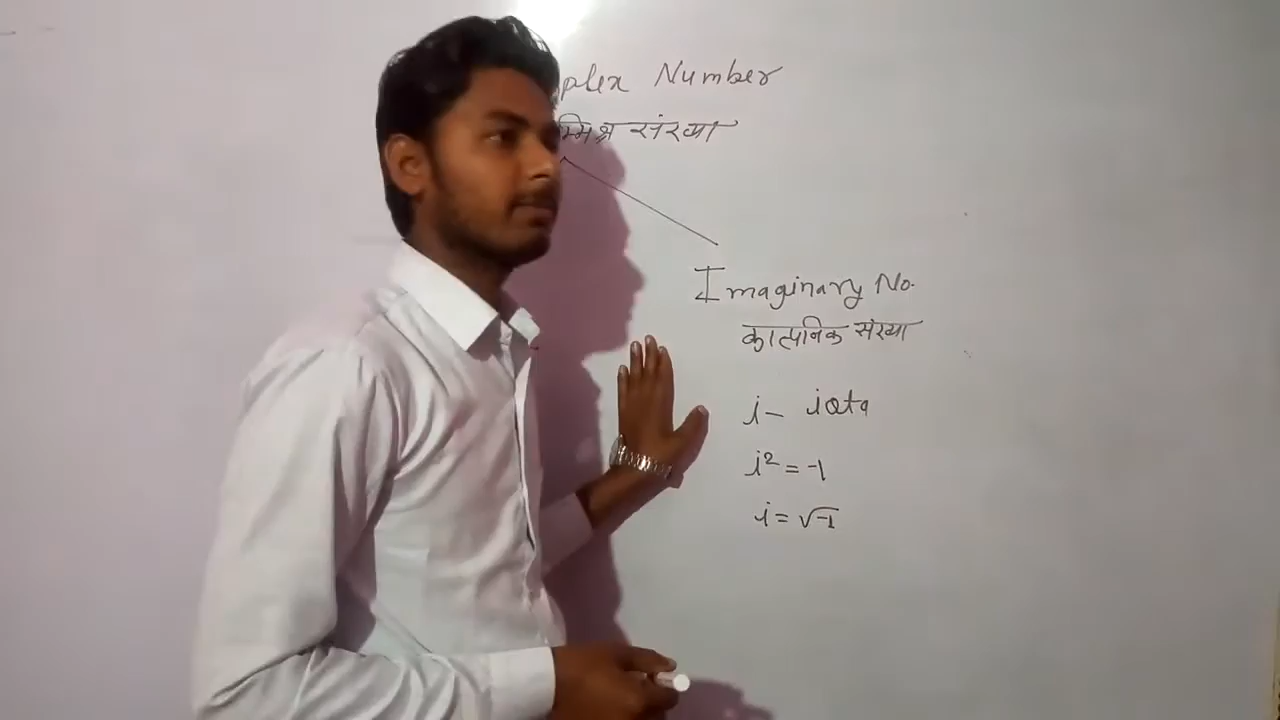 plex Number
म्मिश्र संख्या
Imaginary No.
काल्पनिक संख्या
i - iota
i² = -1
i = √-1